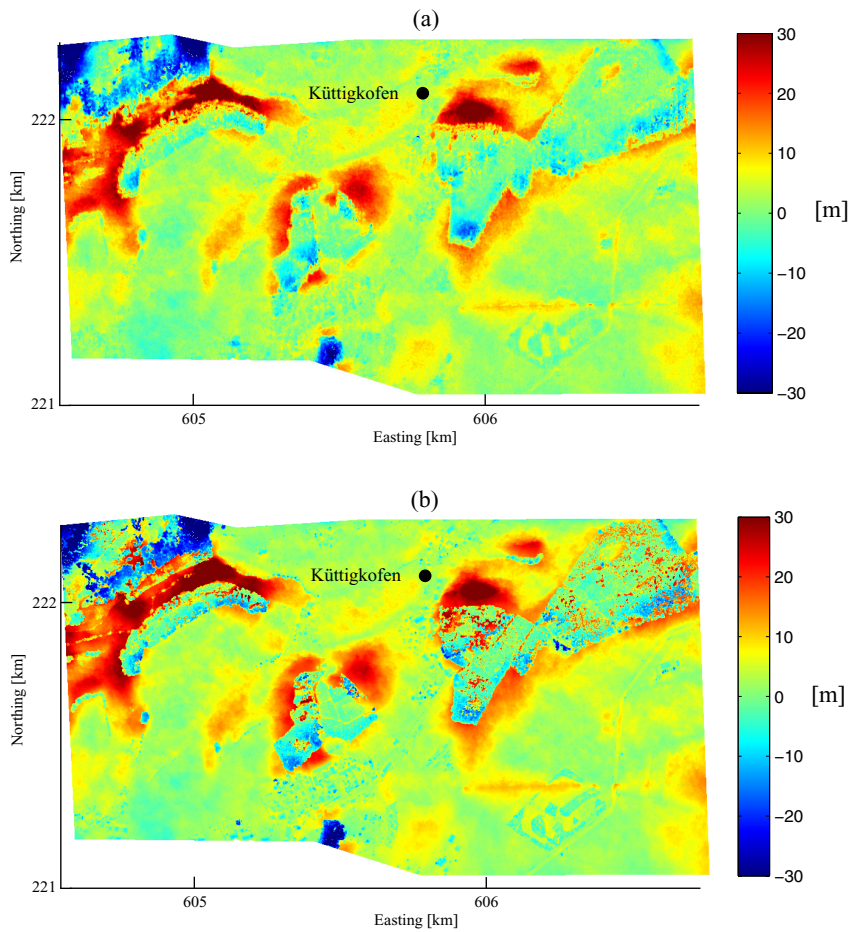 (a)
Küttigkofen
222
221
605
606
Northing [km]
Easting [km]
30
20
10
0
−10
−20
−30
[m]
(b)
Küttigkofen
222
221
605
606
Northing [km]
Easting [km]
30
20
10
0
−10
−20
−30
[m]